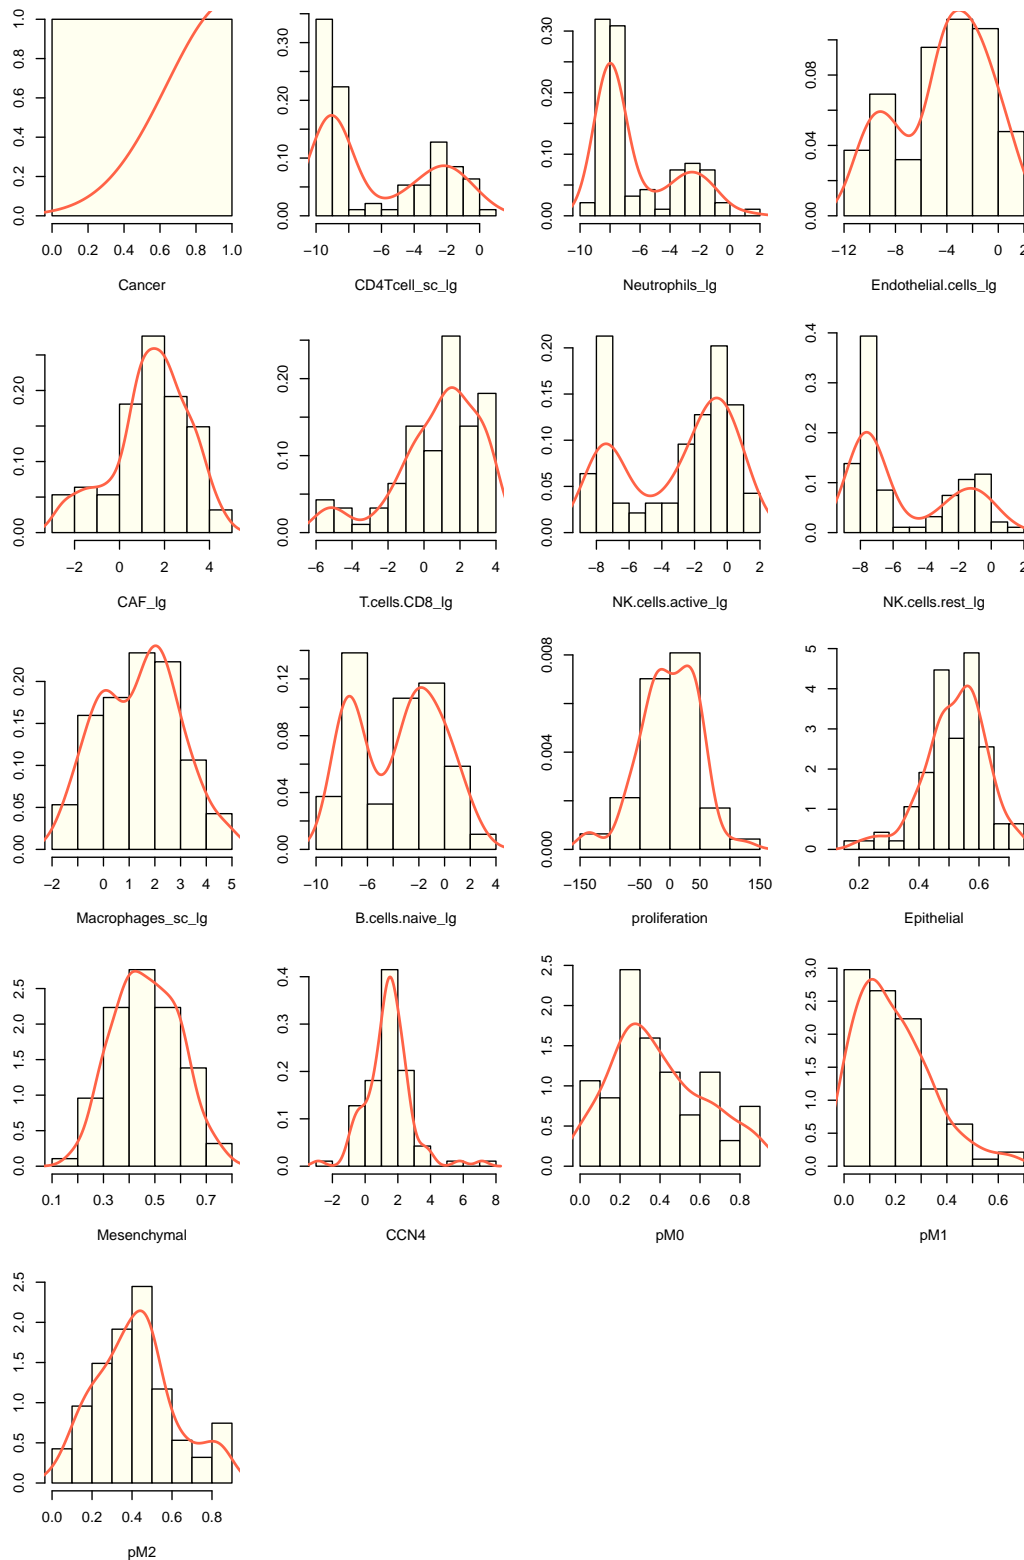 0.0 0.2 0.4 0.6 0.8 1.0
0.0 0.2 0.4 0.6 0.8 1.0
Cancer
0.00 0.10 0.20 0.30
−10 −6 −4 −2 0
CD4Tcell_sc_lg
0.00 0.10 0.20 0.30
−10 −6 −4 −2 0 2
Neutrophils_lg
0.00 0.04 0.08
−12 −8 −4 0 2
Endothelial.cells_lg
0.00 0.10 0.20
−2 0 2 4
CAF_lg
0.00 0.10 0.20
−6 −4 −2 0 2 4
T.cells.CD8_lg
0.00 0.05 0.10 0.15 0.20
−8 −6 −4 −2 0 2
NK.cells.active_lg
0.0 0.1 0.2 0.3 0.4
−8 −6 −4 −2 0 2
NK.cells.rest_lg
0.00 0.05 0.10 0.15 0.20
−2 0 1 2 3 4 5
Macrophages_sc_lg
0.00 0.04 0.08 0.12
−10 −6 −2 0 2 4
B.cells.naive_lg
0.000 0.004 0.008
−150 −50 0 50 150
proliferation
0 1 2 3 4 5
0.2 0.4 0.6
Epithelial
0.0 0.5 1.0 1.5 2.0 2.5
0.1 0.3 0.5 0.7
Mesenchymal
0.0 0.1 0.2 0.3 0.4
−2 0 2 4 6 8
CCN4
0.0 0.5 1.0 1.5 2.0 2.5
0.0 0.2 0.4 0.6 0.8
pM0
0.0 0.5 1.0 1.5 2.0 2.5 3.0
0.0 0.2 0.4 0.6
pM1
0.0 0.5 1.0 1.5 2.0 2.5
0.0 0.2 0.4 0.6 0.8
pM2